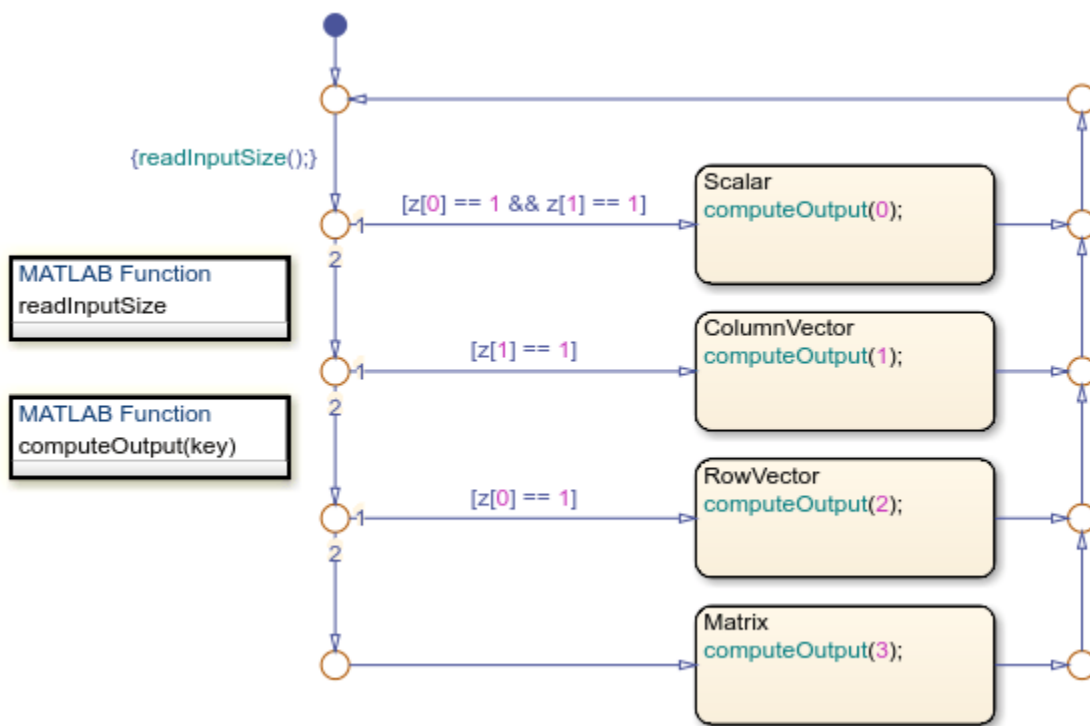 {readInputSize();}
[z[0] == 1 && z[1] == 1]
Scalar
computeOutput(0);
1
2
MATLAB Function
readInputSize
[z[1] == 1]
ColumnVector
computeOutput(1);
1
2
MATLAB Function
computeOutput(key)
[z[0] == 1]
RowVector
computeOutput(2);
1
2
Matrix
computeOutput(3);